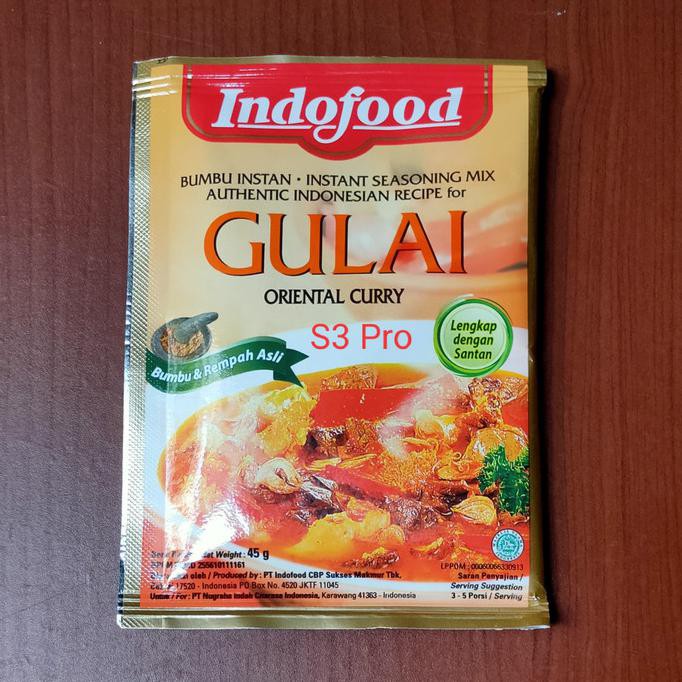 Indofood
BUMBU INSTAN • INSTANT SEASONING MIX
AUTHENTIC INDONESIAN RECIPE for
GULAI
ORIENTAL CURRY
S3 Pro
Lengkap
dengan
Santan
Bumbu & Rempah Asli
Net Weight : 45 g
255610111161
Produced by : PT Indofood CBP Sukses Makmur Tbk,
17520 - Indonesia PO Box No. 4520 JKTF 11045
Untuk / For : PT Nugraha Indah Citarasa Indonesia, Karawang 41363 - Indonesia
LPPOM : 00060066330913
Saran Penyajian /
Serving Suggestion
3 - 5 Porsi / Serving